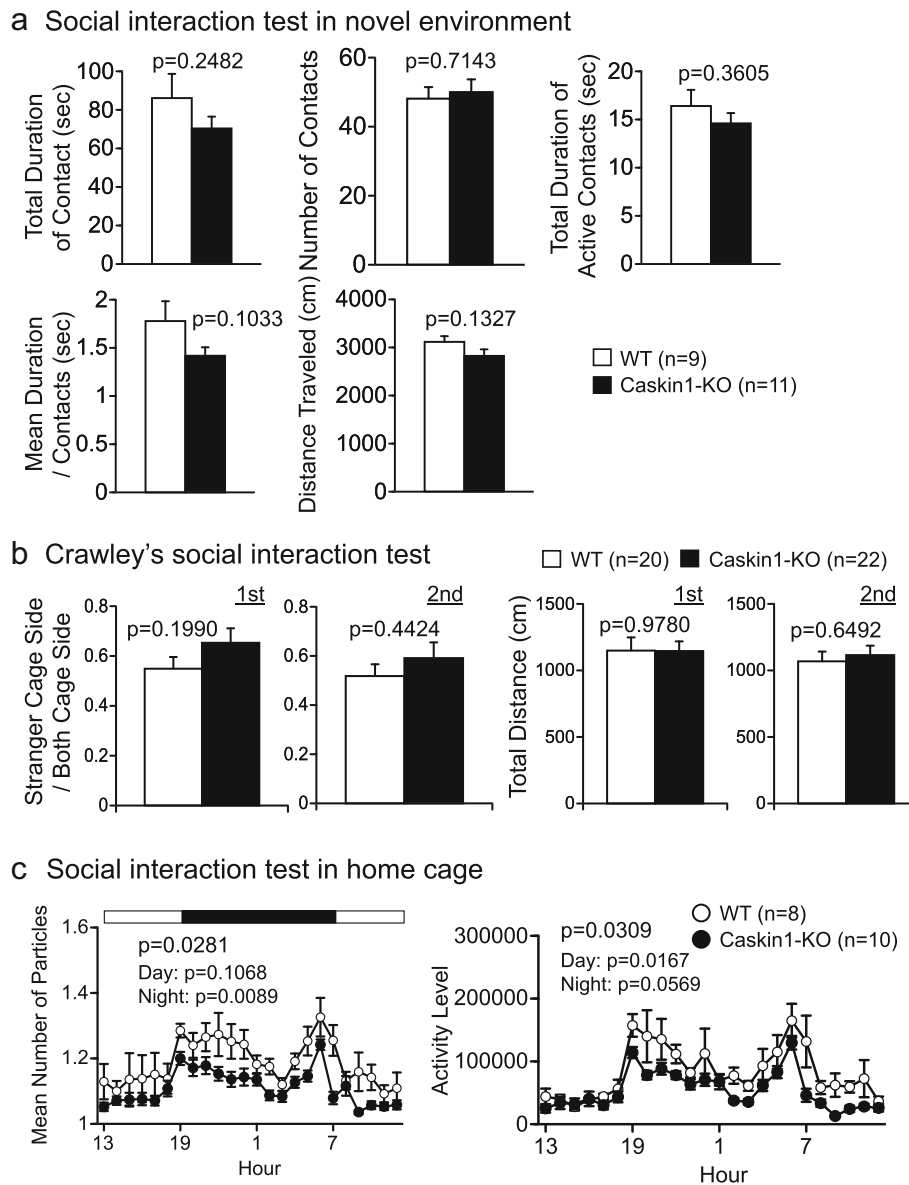 a Social interaction test in novel environment
Total Duration
of Contact (sec)
100
80
60
40
20
0
p=0.2482
Number of Contacts
60
40
20
0
p=0.7143
Total Duration of
Active Contacts (sec)
20
15
10
5
0
p=0.3605
Mean Duration
/ Contacts (sec)
2
1.5
1
0.5
0
p=0.1033
Distance Traveled (cm)
4000
3000
2000
1000
0
p=0.1327
WT (n=9)
Caskin1-KO (n=11)
b Crawley's social interaction test
WT (n=20) Caskin1-KO (n=22)
Stranger Cage Side
/ Both Cage Side
0.8
0.6
0.4
0.2
0
1st
p=0.1990
0.8
0.6
0.4
0.2
0
2nd
p=0.4424
Total Distance (cm)
1500
1000
500
0
1st
p=0.9780
1500
1000
500
0
2nd
p=0.6492
c Social interaction test in home cage
Mean Number of Particles
1.6
1.4
1.2
1
p=0.0281
Day: p=0.1068
Night: p=0.0089
13 19 1 7
Hour
Activity Level
300000
200000
100000
0
p=0.0309
Day: p=0.0167
Night: p=0.0569
WT (n=8)
Caskin1-KO (n=10)
13 19 1 7
Hour